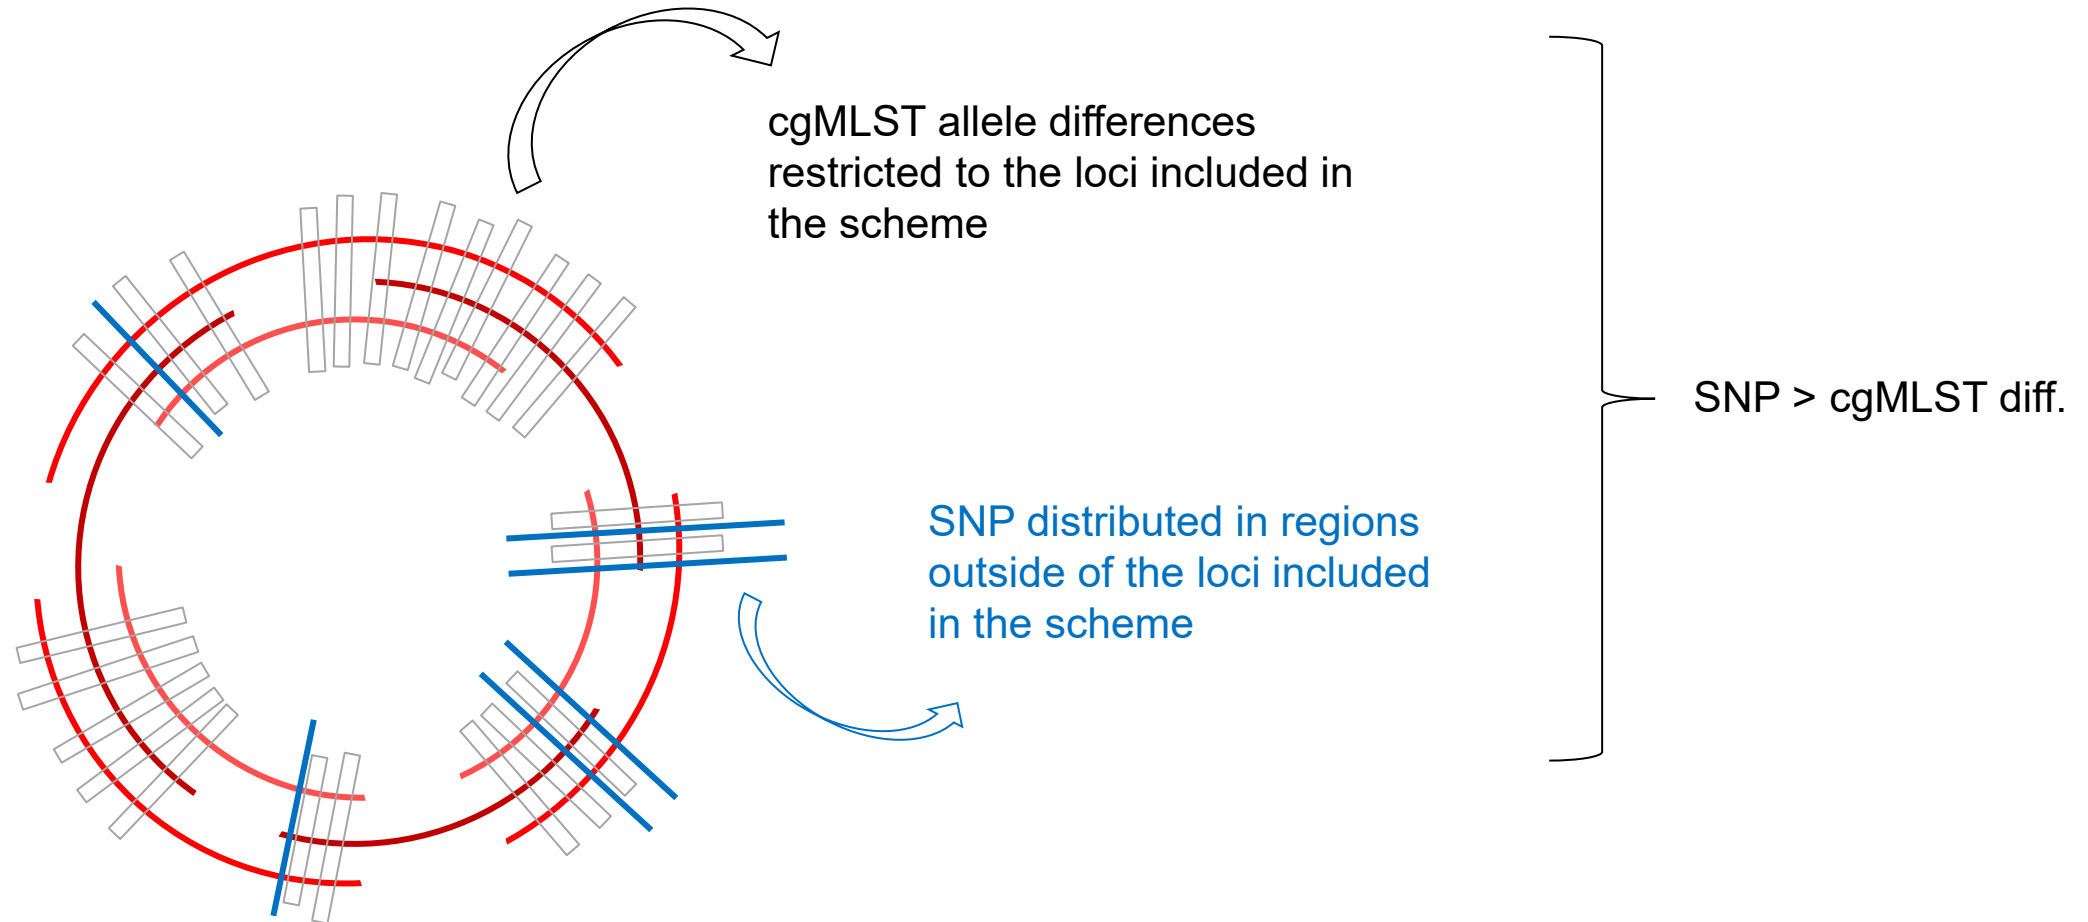 cgMLST allele differences
restricted to the loci included in
the scheme
SNP > cgMLST diff.
SNP distributed in regions
outside of the loci included
in the scheme